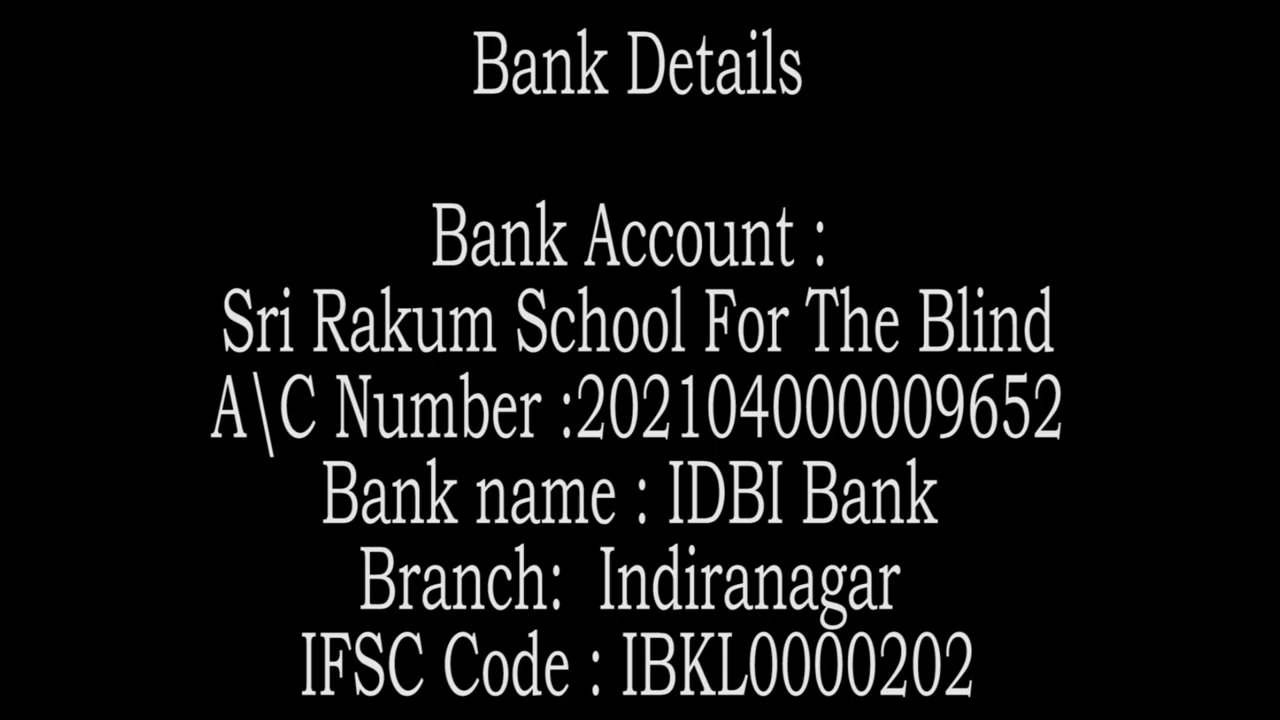 Bank Details
Bank Account :
Sri Rakum School For The Blind
A\C Number :202104000009652
Bank name : IDBI Bank
Branch:  Indiranagar
IFSC Code : IBKL0000202